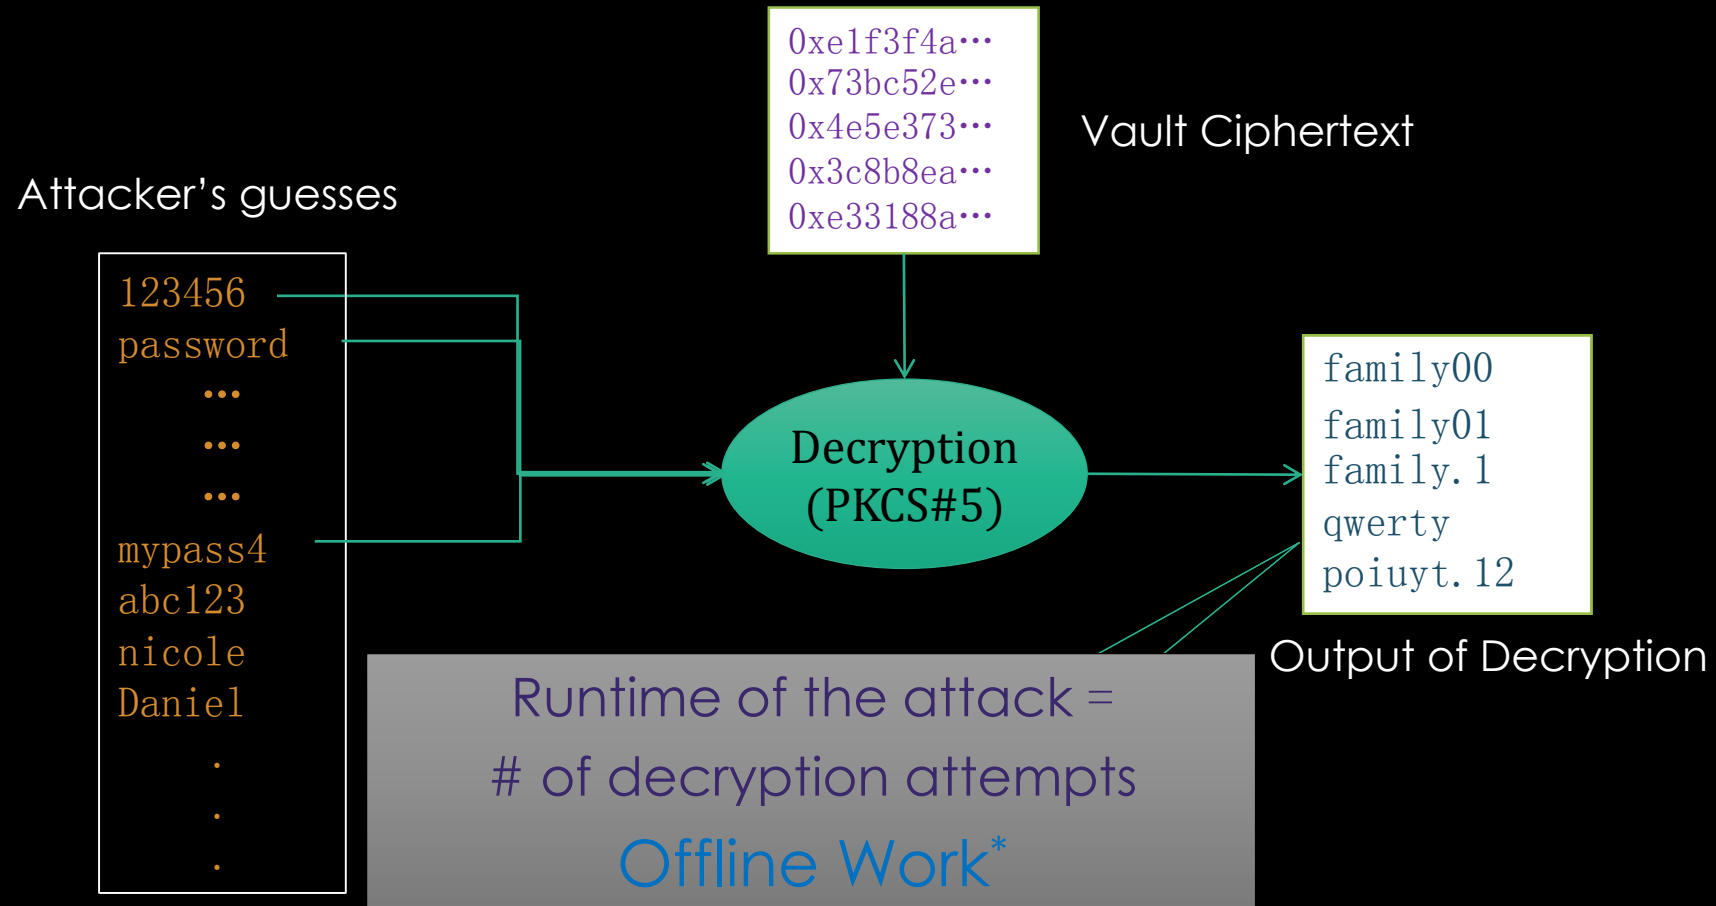 0xe1f3f4a…
0x73bc52e…
0x4e5e373…
0x3c8b8ea…
0xe33188a…
Vault Ciphertext
Attacker’s guesses
123456
password
…
…
…
mypass4
abc123
nicole
Daniel
.
.
.
Decryption
(PKCS#5)
family00
family01
family.1
qwerty
poiuyt.12
Output of Decryption
Runtime of the attack =
# of decryption attempts
Offline Work*